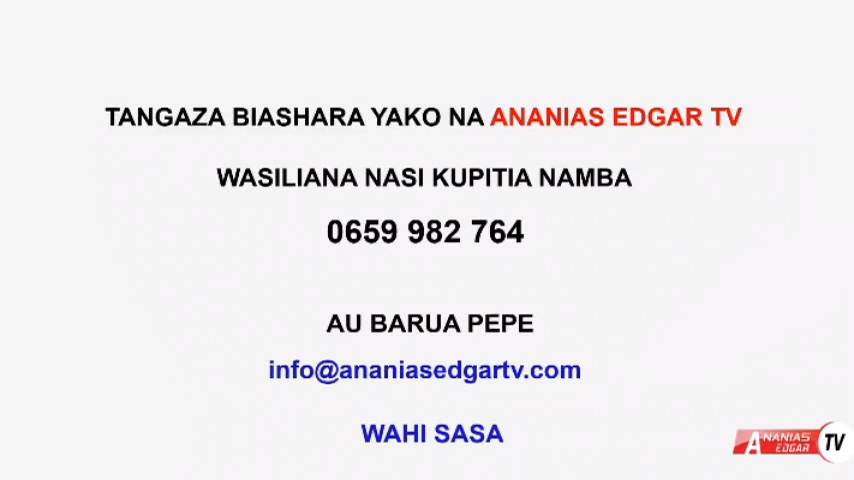 TANGAZA BIASHARA YAKO NA ANANIAS EDGAR TV
WASILIANA NASI KUPITIA NAMBA
0659 982 764
AU BARUA PEPE
info@ananiasedgartv.com
WAHI SASA
ANANIAS
EDGAR
TV